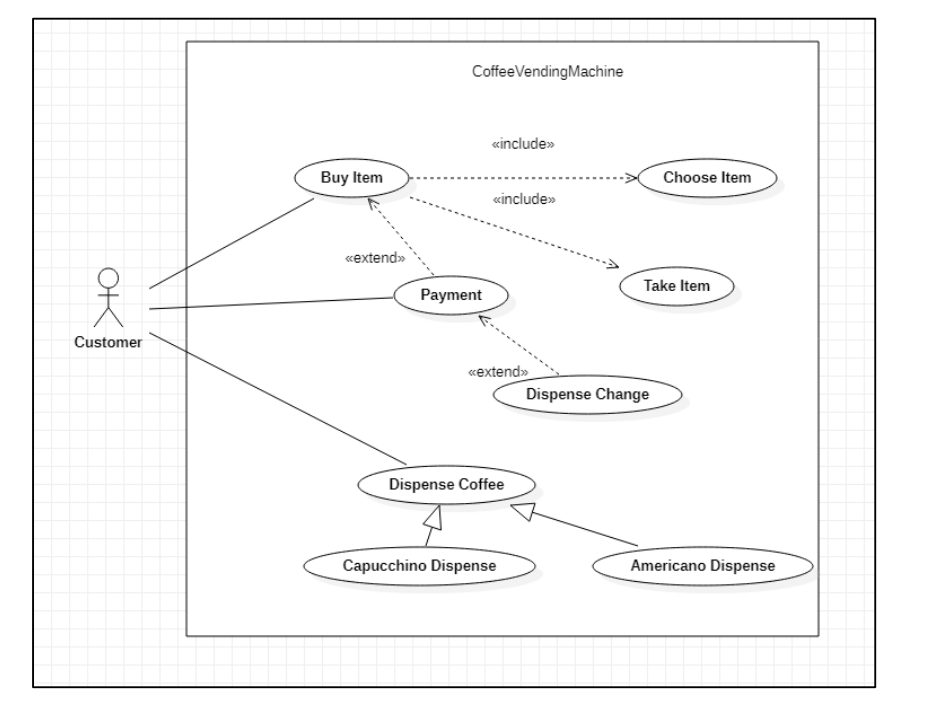 CoffeeVendingMachine
«include»
Buy Item
Choose Item
«include»
«extend»
Take Item
Payment
Customer
«extend»
Dispense Change
Dispense Coffee
Capucchino Dispense
Americano Dispense